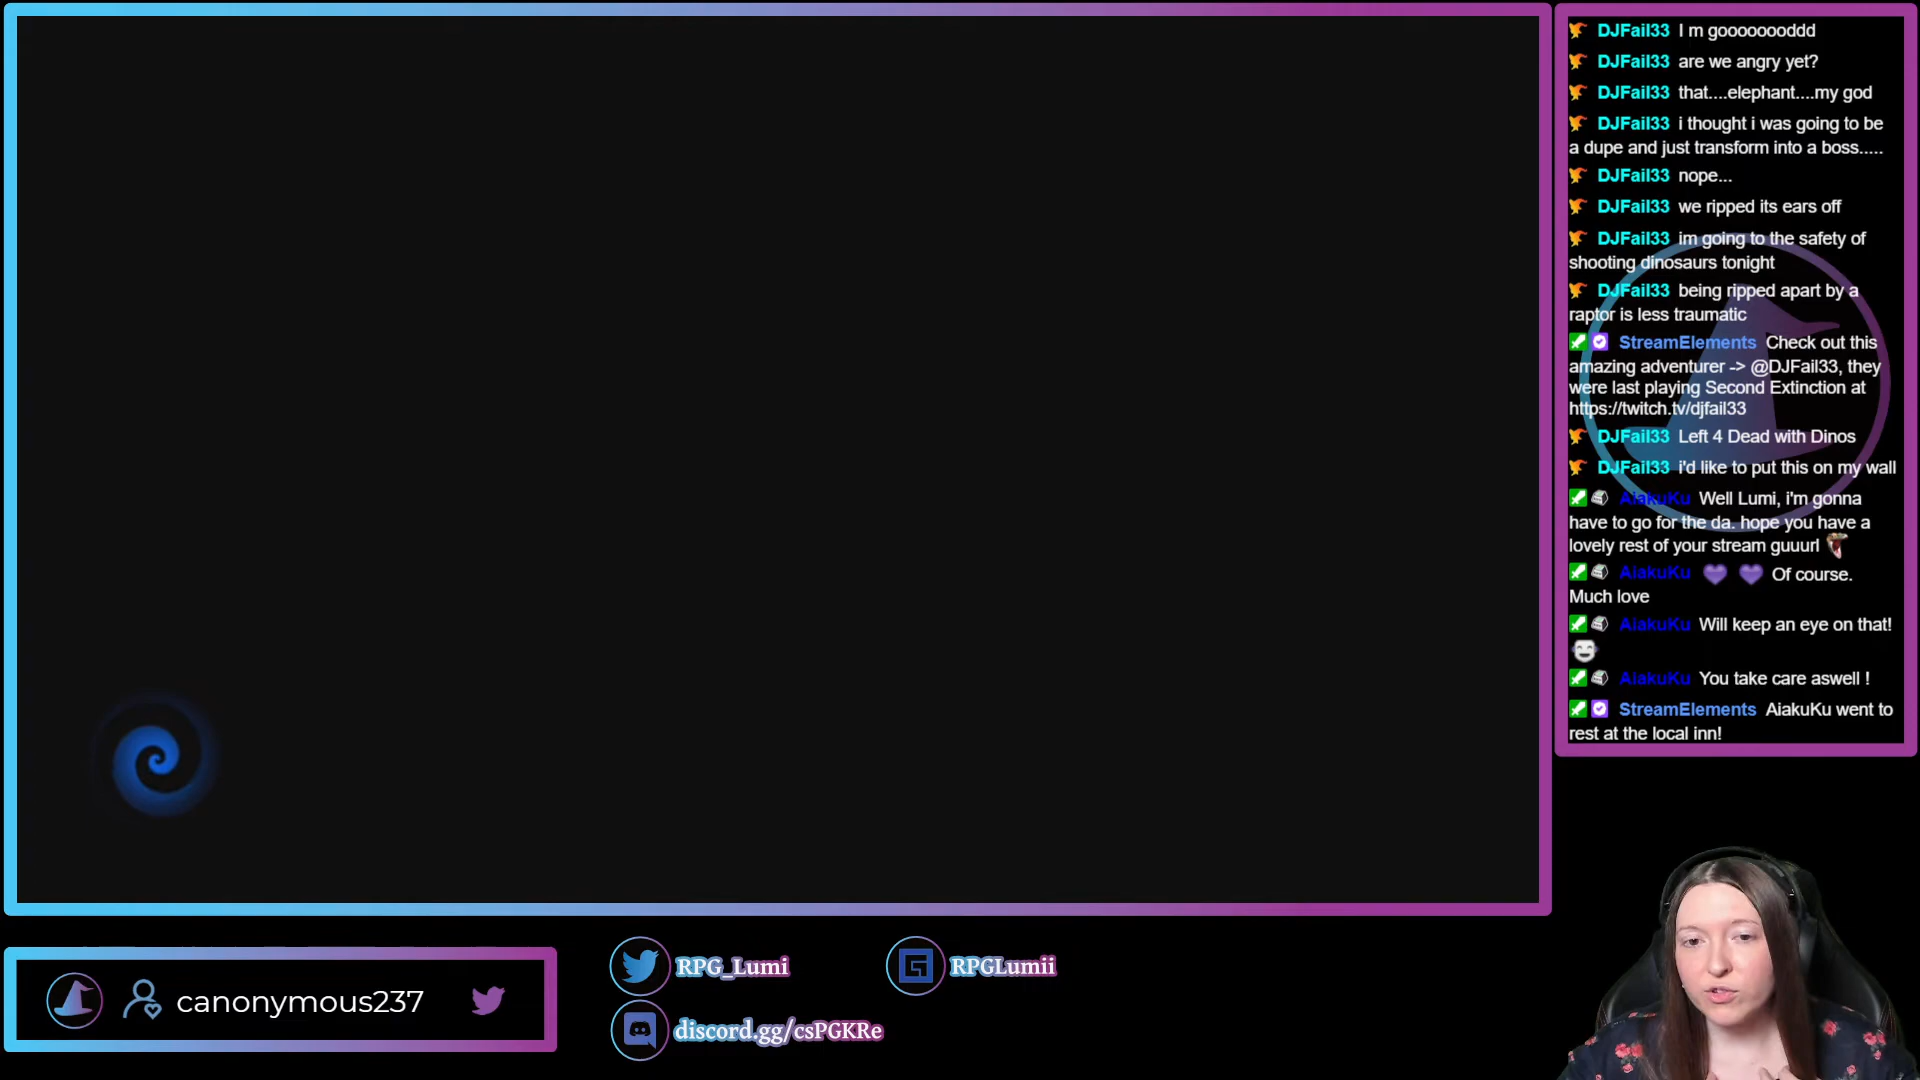 DJFail33 I m goooooooddd
DJFail33 are we angry yet?
DJFail33 that....elephant....my god
DJFail33 i thought i was going to be
a dupe and just transform into a boss.....
DJFail33 nope...
DJFail33 we ripped its ears off
DJFail33 im going to the safety of
shooting dinosaurs tonight
DJFail33 being ripped apart by a
raptor is less traumatic
StreamElements Check out this
amazing adventurer -> @DJFail33, they
were last playing Second Extinction at
https://twitch.tv/djfail33
DJFail33 Left 4 Dead with Dinos
DJFail33 i'd like to put this on my wall
AiakuKu Well Lumi, i'm gonna
have to go for the da. hope you have a
lovely rest of your stream guuurl
AiakuKu Of course.
Much love
AiakuKu Will keep an eye on that!
AiakuKu You take care aswell !
StreamElements AiakuKu went to
rest at the local inn!
canonymous237
RPG_Lumi
RPGLumii
discord.gg/csPGKRe